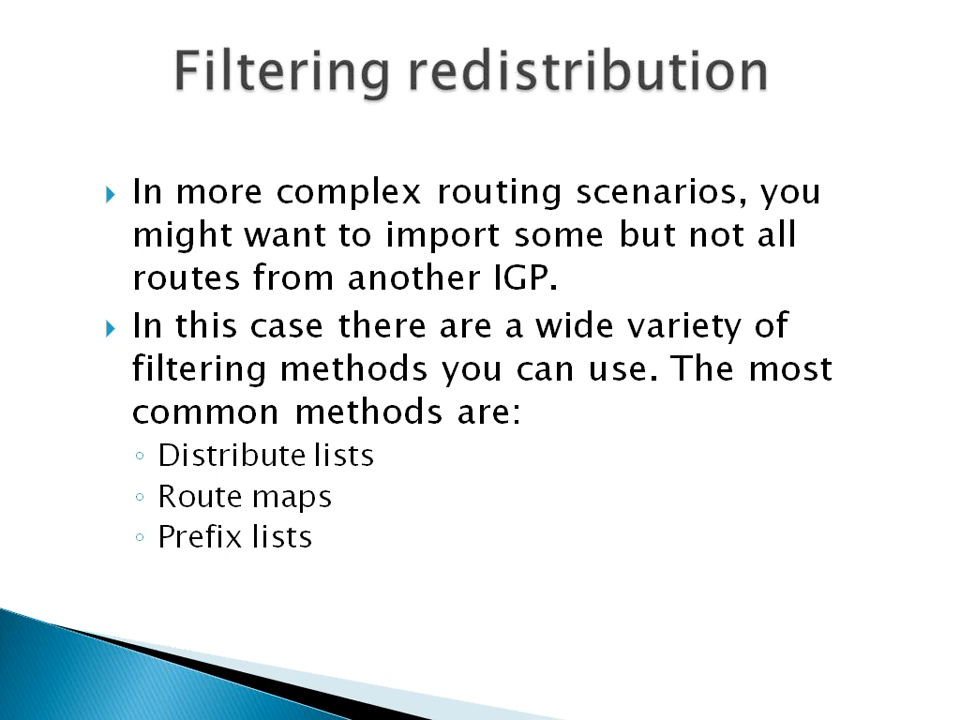 Filtering redistribution
In more complex routing scenarios, you
might want to import some but not all
routes from another IGP.
In this case there are a wide variety of
filtering methods you can use. The most
common methods are:
Distribute lists
Route maps
Prefix lists